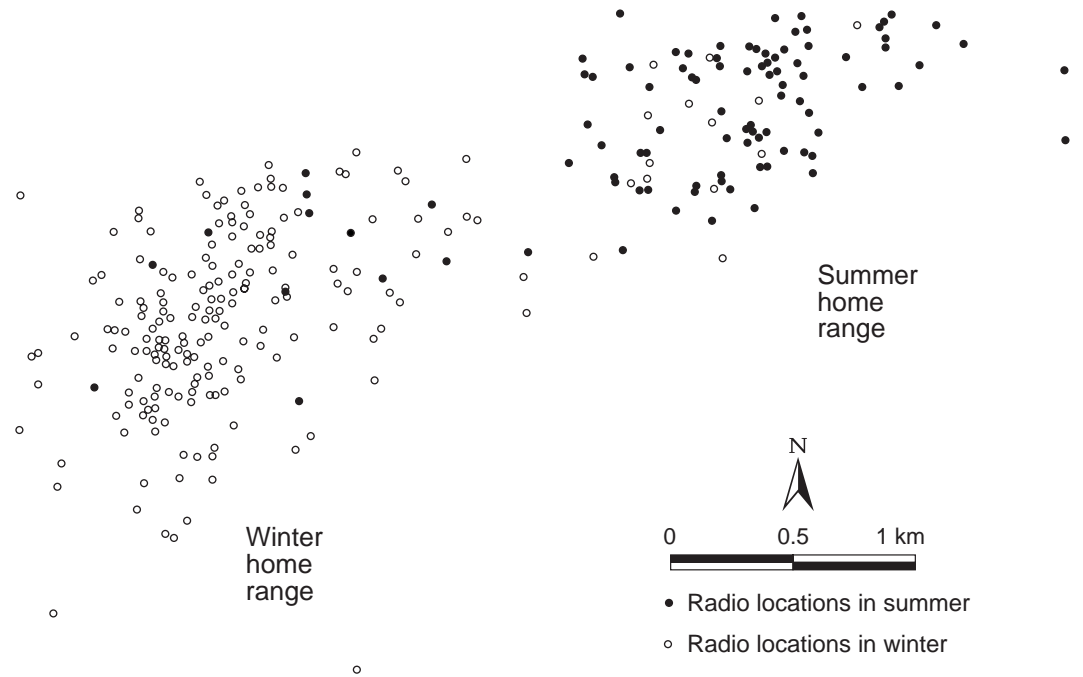 Summer
home
range
Winter
home
range
N
0 0.5 1 km
Radio locations in summer
Radio locations in winter